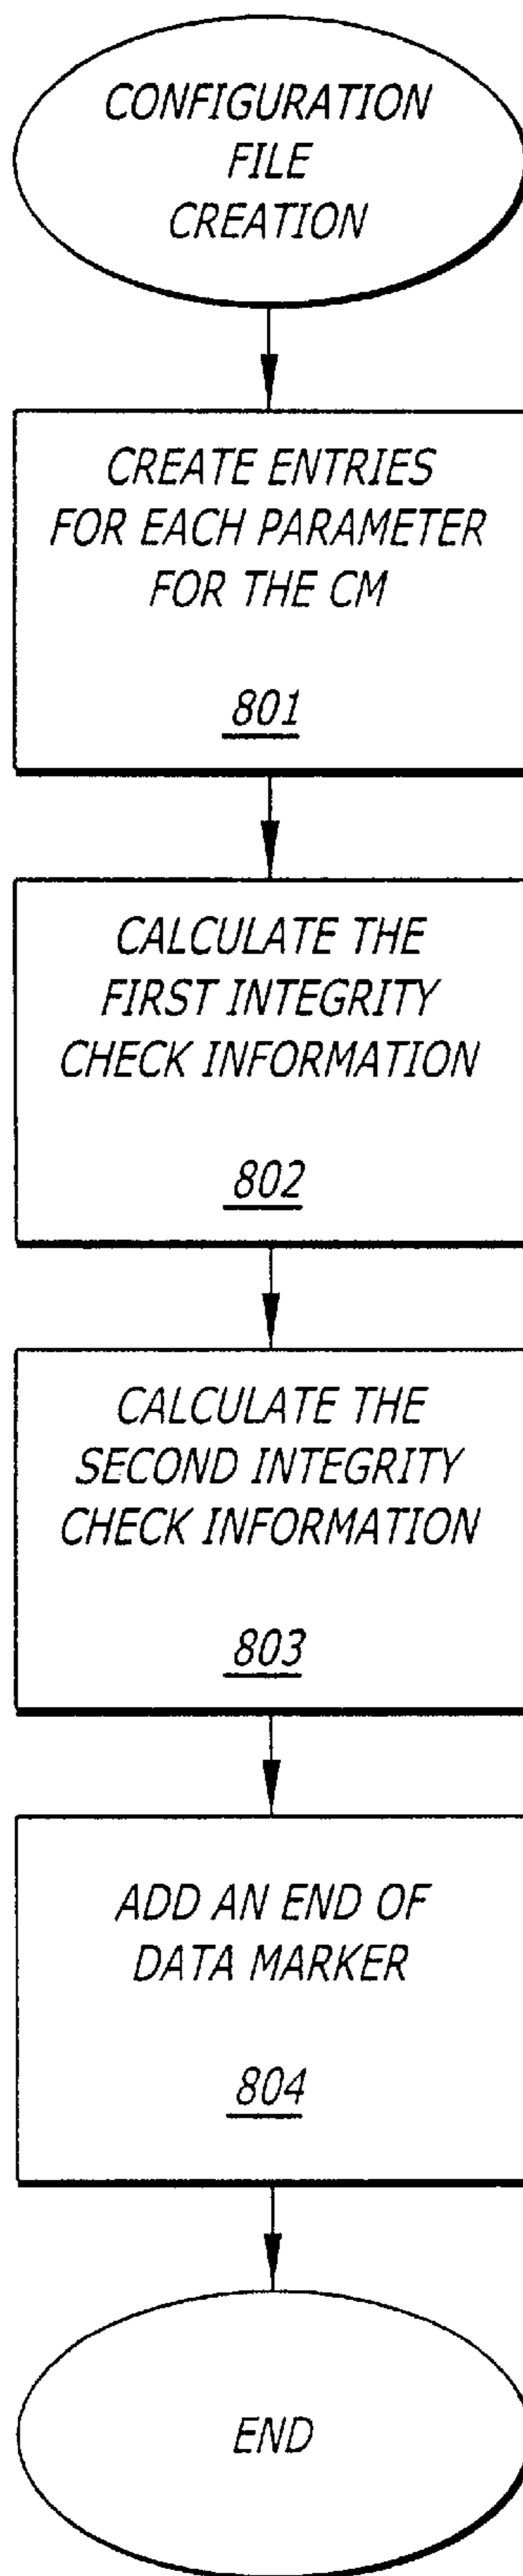 CONFIGURATION
FILE
CREATION
CREATE ENTRIES
FOR EACH PARAMETER
FOR THE CM
801
CALCULATE THE
FIRST INTEGRITY
CHECK INFORMATION
802
CALCULATE THE
SECOND INTEGRITY
CHECK INFORMATION
803
ADD AN END OF
DATA MARKER
804
END